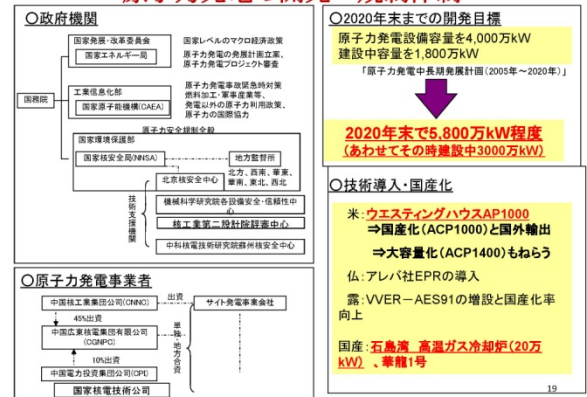 〇政府機関
国家発展・改革委員会
国家レベルのマクロ経済政策
国家エネルギー局
原子力発電の発展計画立案、
原子力発電プロジェクト審査
国務院
工業信息化部
国家原子能機構(CAEA)
原子力発電事故緊急時対策
燃料加工・軍事産業等、
発電以外の原子力利用政策、
原子力の国際協力
原子力安全規制全般
国家環境保護部
国家核安全局(NNSA)
地方監督所
北方、西南、華東、
華南、東北、西北
北京核安全中心
技術支援機関
機械科学研究院各設備安全・信頼性中
心
核工業第二設計院評審中心
中科核電技術研究院蘇州核安全中心
〇原子力発電事業者
中国核工業集団公司(CNNC)
出資
サイト発電事業会社
45%出資
中国広東核電集団有限公司
(CGNPC)
単独・地方合資
10%出資
中国電力投資集団公司(CPI)
国家核電技術公司
〇2020年末までの開発目標
原子力発電設備容量を4,000万kW
建設中容量を1,800万kW
「原子力発電中長期発展計画(2005年~2020年)」
2020年末で5,800万kW程度
(あわせてその時建設中3000万kW)
〇技術導入・国産化
米:ウエスティングハウスAP1000
⇒国産化(ACP1000)と国外輸出
⇒大容量化(ACP1400)もねらう
仏:アレバ社EPRの導入
露:VVER-AES91の増設と国産化率
向上
国産:石島湾 高温ガス冷却炉(20万
kW) 、華龍1号
19